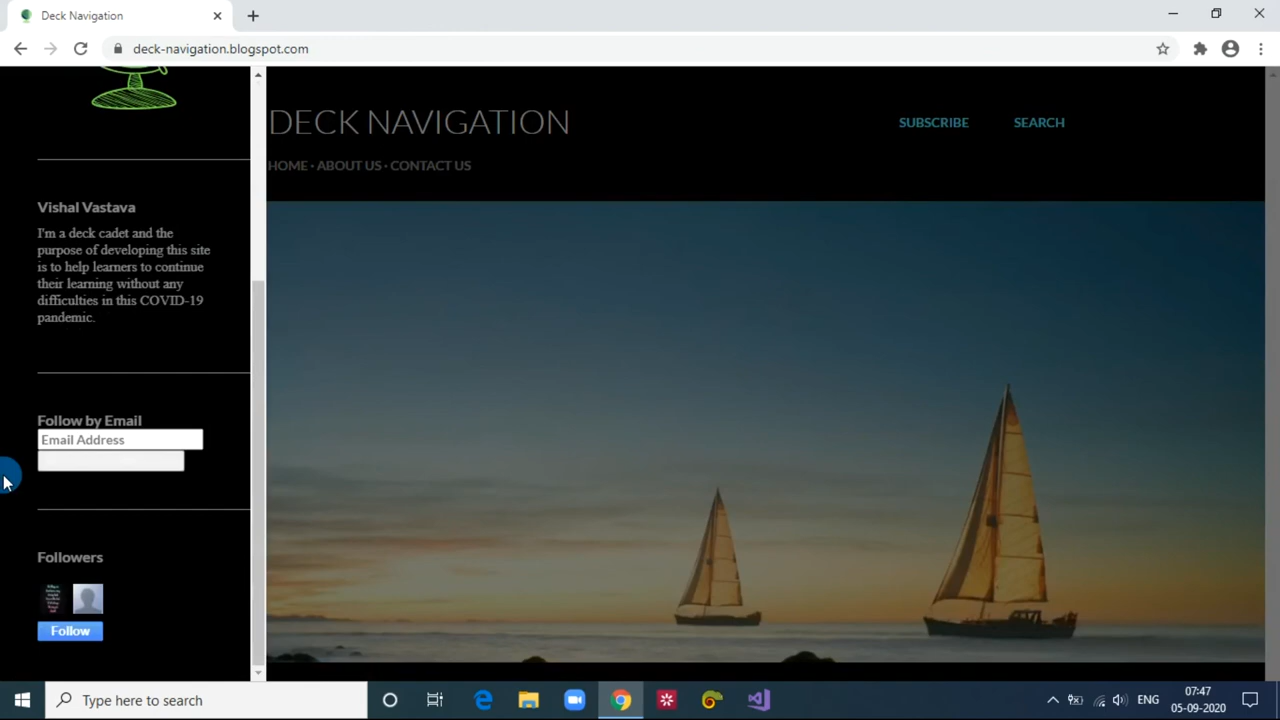 Deck Navigation
deck-navigation.blogspot.com
DECK NAVIGATION
SUBSCRIBE
SEARCH
HOME · ABOUT US · CONTACT US
Vishal Vastava
I'm a deck cadet and the
purpose of developing this site
is to help learners to continue
their learning without any
difficulties in this COVID-19
pandemic.
Follow by Email
Email Address
Followers
Follow
Type here to search
ENG
07:47
05-09-2020